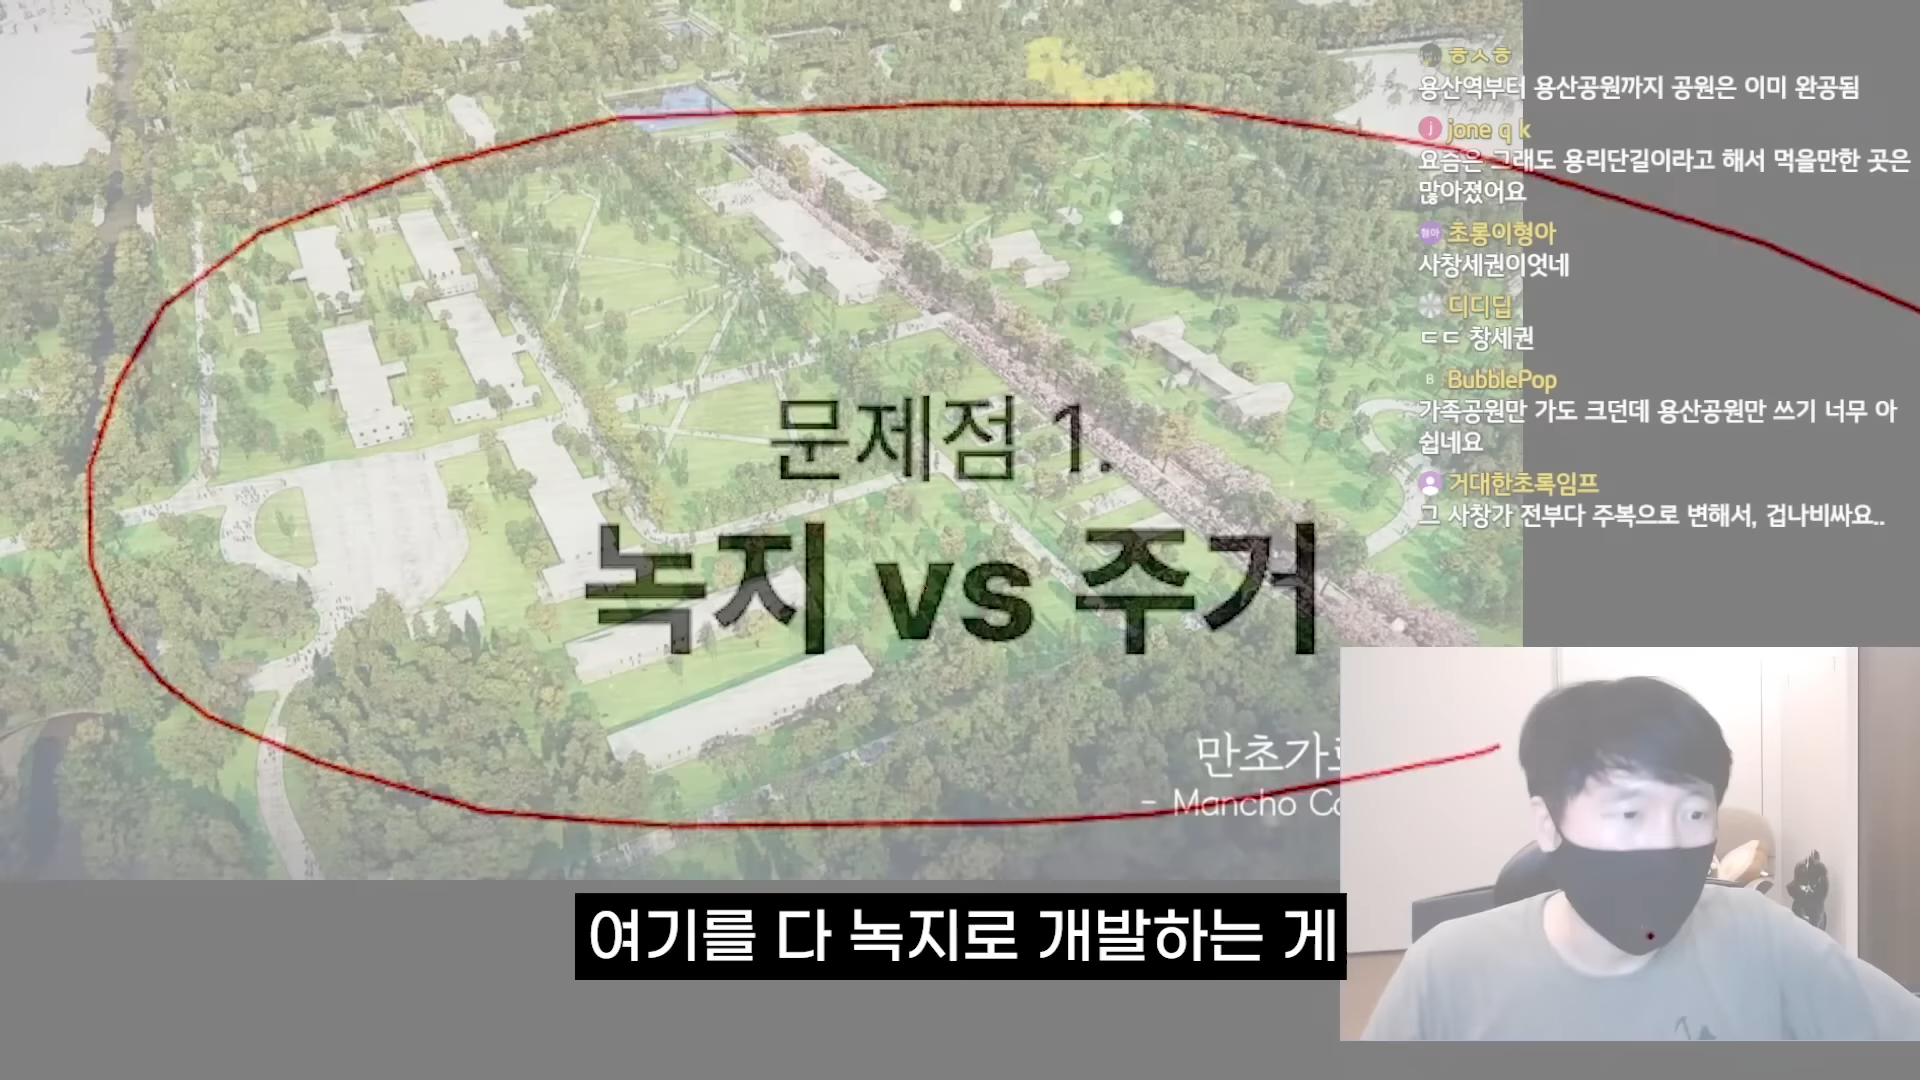 ㅎㅅㅎ
용산역부터 용산공원까지 공원은 이미 완공됨
j jone q k
요즘은 그래도 용리단길이라고 해서 먹을만한 곳은
많아졌어요
형아 초롱이형아
사창세권이엇네
디디딥
ㄷㄷ 창세권
B BubblePop
가족공원만 가도 크던데 용산공원만 쓰기 너무 아
쉽네요
거대한초록임프
그 사창가 전부다 주복으로 변해서, 겁나비싸요..
문제점 1.
녹지 vs 주거
만초가
- Mancho
여기를 다 녹지로 개발하는 게